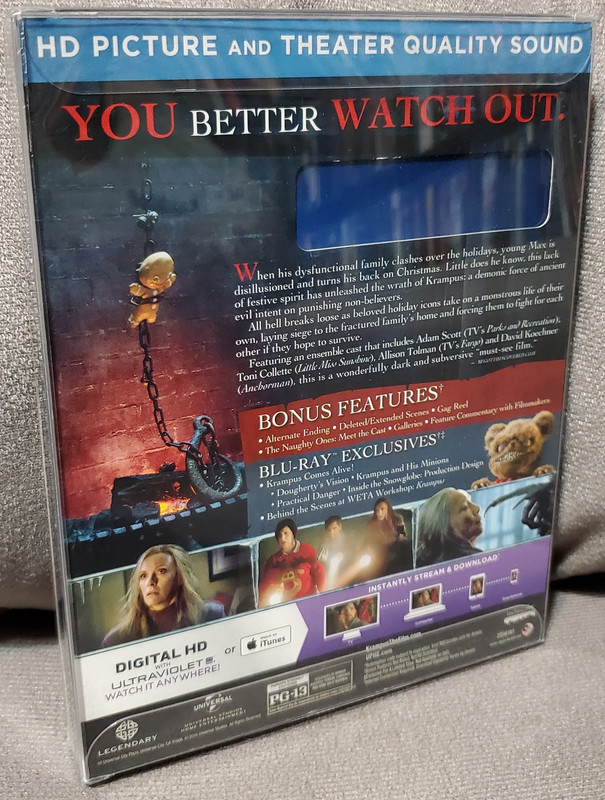 HD PICTURE AND THEATER QUALITY SOUND
YOU BETTER WATCH OUT.
When his dysfunctional family clashes over the holidays, young Max is
disillusioned and turns his back on Christmas. Little does he know, this lack
of festive spirit has unleashed the wrath of Krampus: a demonic force of ancient
evil intent on punishing non-believers.
All hell breaks loose as beloved holiday icons take on a monstrous life of their
own, laying siege to the fractured family's home and forcing them to fight for each
other if they hope to survive.
Featuring an ensemble cast that includes Adam Scott (TV's Parks and Recreation),
Toni Collette (Little Miss Sunshine), Allison Tolman (TV's Fargo) and David Koechner
(Anchorman), this is a wonderfully dark and subversive "must-see film."
BONUS FEATURES†
• Alternate Ending • Deleted/Extended Scenes • Gag Reel
• The Naughty Ones: Meet the Cast • Galleries • Feature Commentary with Filmmakers
BLU-RAY™ EXCLUSIVES†‡
• Krampus Comes Alive!
• Dougherty's Vision • Krampus and His Minions
• Practical Danger • Inside the Snowglobe: Production Design
• Behind the Scenes at WETA Workshop: Krampus
INSTANTLY STREAM & DOWNLOAD
TV
DIGITAL HD
WITH
ULTRAVIOLET
WATCH IT ANYWHERE!
or
iTunes
KrampusTheFilm.com
UPHE.com
LEGENDARY
UNIVERSAL
UNIVERSAL STUDIOS
HOME ENTERTAINMENT
PG-13